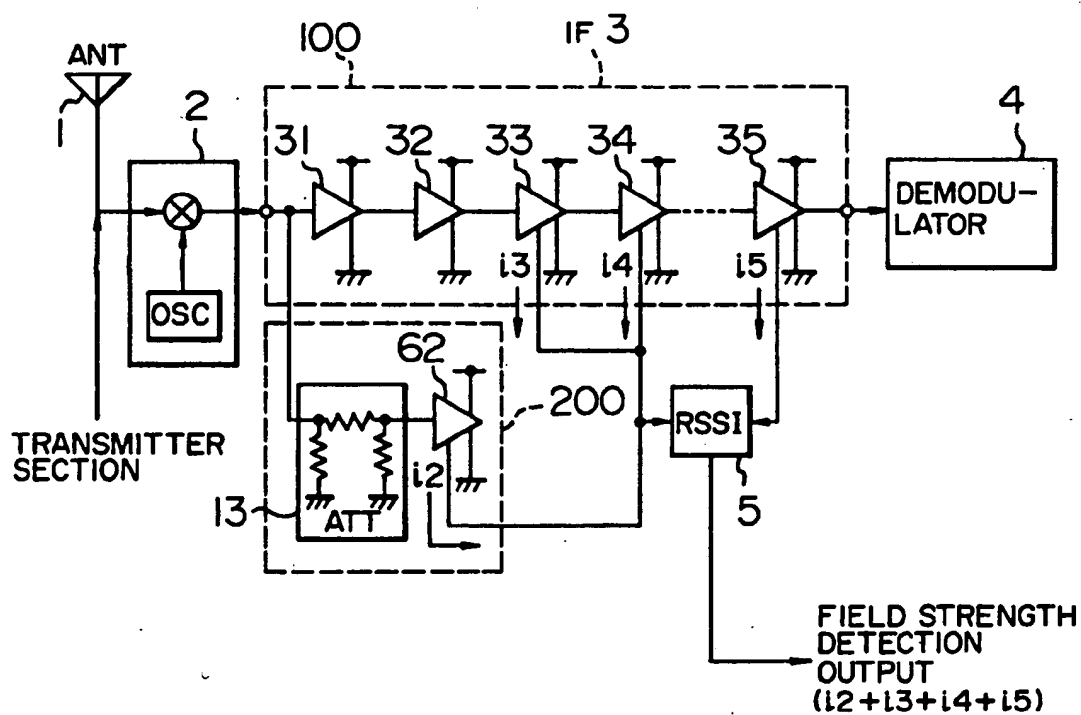 ANT
1
2
OSC
100
IF 3
31
32
33
34
35
4
DEMODU-
LATOR
i3
i4
i5
62
200
RSSI
5
TRANSMITTER
SECTION
13
ATT
i2
FIELD STRENGTH
DETECTION
OUTPUT
(i2+i3+i4+i5)